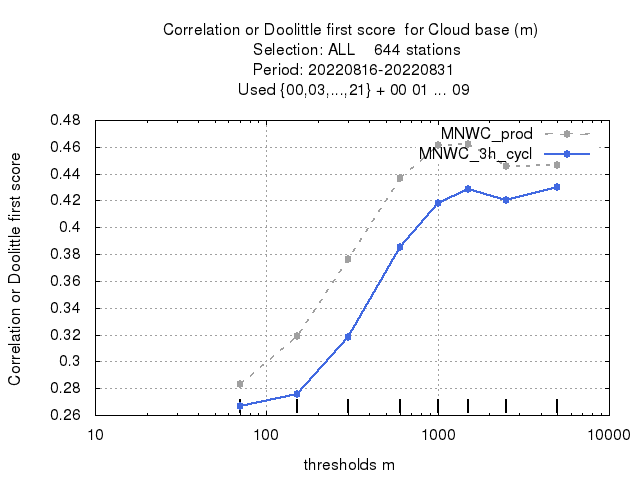 Correlation or Doolittle first score  for Cloud base (m)
Selection: ALL    644 stations
Period: 20220816-20220831
Used {00,03,...,21} + 00 01 ... 09
MNWC_prod
MNWC_3h_cycl
Correlation or Doolittle first score
0.48
0.46
0.44
0.42
0.4
0.38
0.36
0.34
0.32
0.3
0.28
0.26
10
100
1000
10000
thresholds m